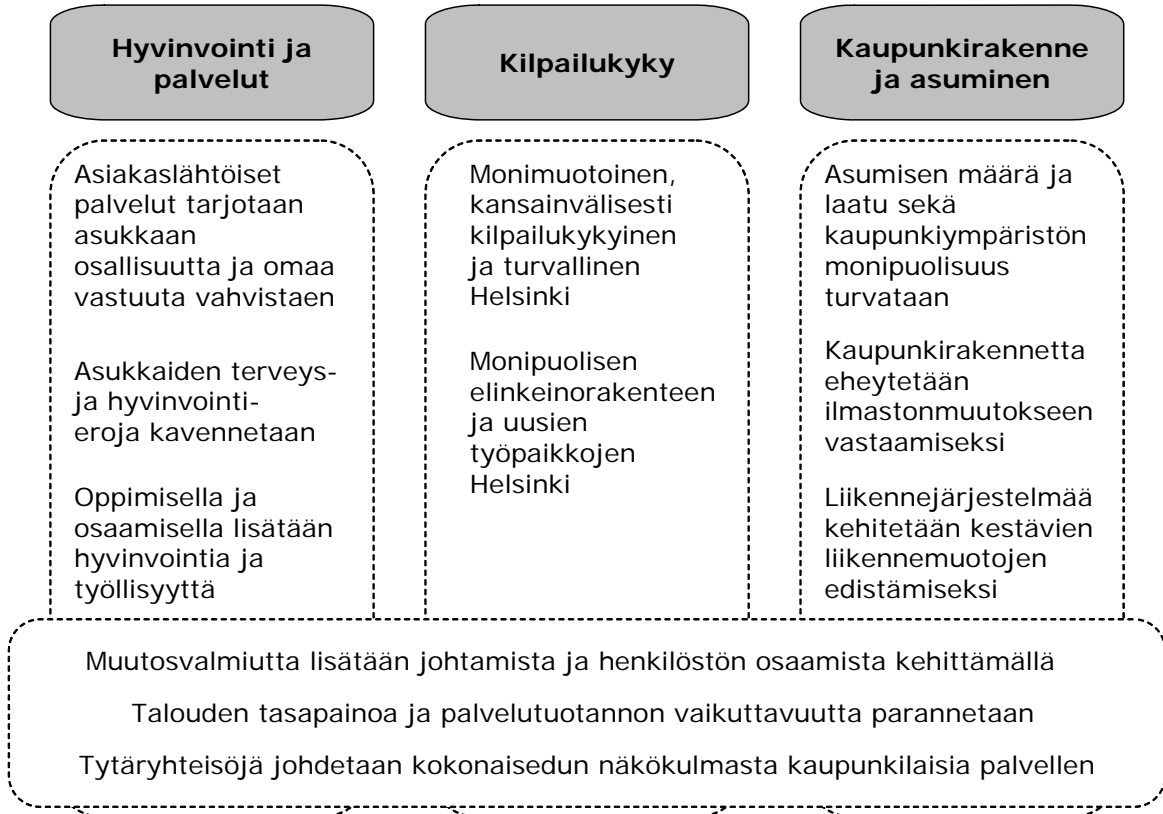 Hyvinvointi ja
palvelut
Asiakaslähtöiset
palvelut tarjotaan
asukkaan
osallisuutta ja omaa
vastuuta vahvistaen
Asukkaiden terveys-
ja hyvinvointi-
eroja kavennetaan
Oppimisella ja
osaamisella lisätään
hyvinvointia ja
työllisyyttä
Kilpailukyky
Monimuotoinen,
kansainvälisesti
kilpailukykyinen
ja turvallinen
Helsinki
Monipuolisen
elinkeinorakenteen
ja uusien
työpaikkojen
Helsinki
Kaupunkirakenne
ja asuminen
Asumisen määrä ja
laatu sekä
kaupunkiympäristön
monipuolisuus
turvataan
Kaupunkirakennetta
eheytetään
ilmastonmuutokseen
vastaamiseksi
Liikennejärjestelmää
kehitetään kestävien
liikennemuotojen
edistämiseksi
Muutosvalmiutta lisätään johtamista ja henkilöstön osaamista kehittämällä
Talouden tasapainoa ja palvelutuotannon vaikuttavuutta parannetaan
Tytäryhteisöjä johdetaan kokonaisedun näkökulmasta kaupunkilaisia palvellen